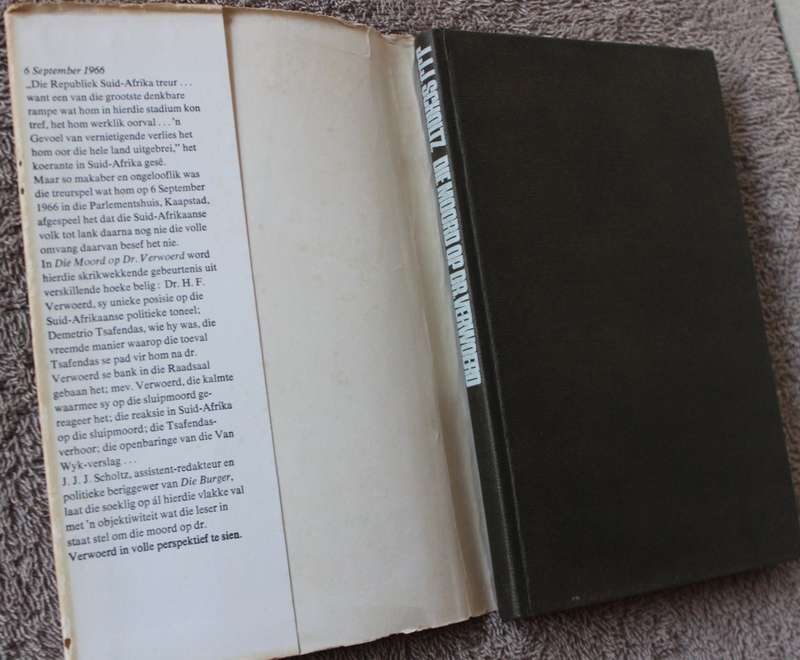 6 September 1966
„Die Republiek Suid-Afrika treur . . .
want een van die grootste denkbare
rampe wat hom in hierdie stadium kon
tref, het hom werklik oorval . . . 'n
Gevoel van vernietigende verlies het
hom oor die hele land uitgebrei,” het
koerante in Suid-Afrika gesê.
Maar so makaber en ongelooflik was
die treurspel wat hom op 6 September
1966 in die Parlementshuis, Kaapstad,
afgespeel het dat die Suid-Afrikaanse
volk tot lank daarna nog nie die volle
omvang daarvan besef het nie.
In Die Moord op Dr. Verwoerd word
hierdie skrikwekkende gebeurtenis uit
verskillende hoeke belig: Dr. H. F.
Verwoerd, sy unieke posisie op die
Suid-Afrikaanse politieke toneel;
Demetrio Tsafendas, wie hy was, die
vreemde manier waarop die toeval
Tsafendas se pad vir hom na dr.
Verwoerd se bank in die Raadsaal
gebaan het; mev. Verwoerd, die kalmte
waarmee sy op die sluipmoord ge-
reageer het; die reaksie in Suid-Afrika
op die sluipmoord; die Tsafendas-
verhoor; die openbaringe van die Van
Wyk-verslag . . .
J. J. J. Scholtz, assistent-redakteur en
politieke beriggewer van Die Burger,
laat die soeklig op ál hierdie vlakke val
met 'n objektiwiteit wat die leser in
staat stel om die moord op dr.
Verwoerd in volle perspektief te sien.
J.J.J. SCHOLTZ DIE MOORD OP DR. VERWOERD